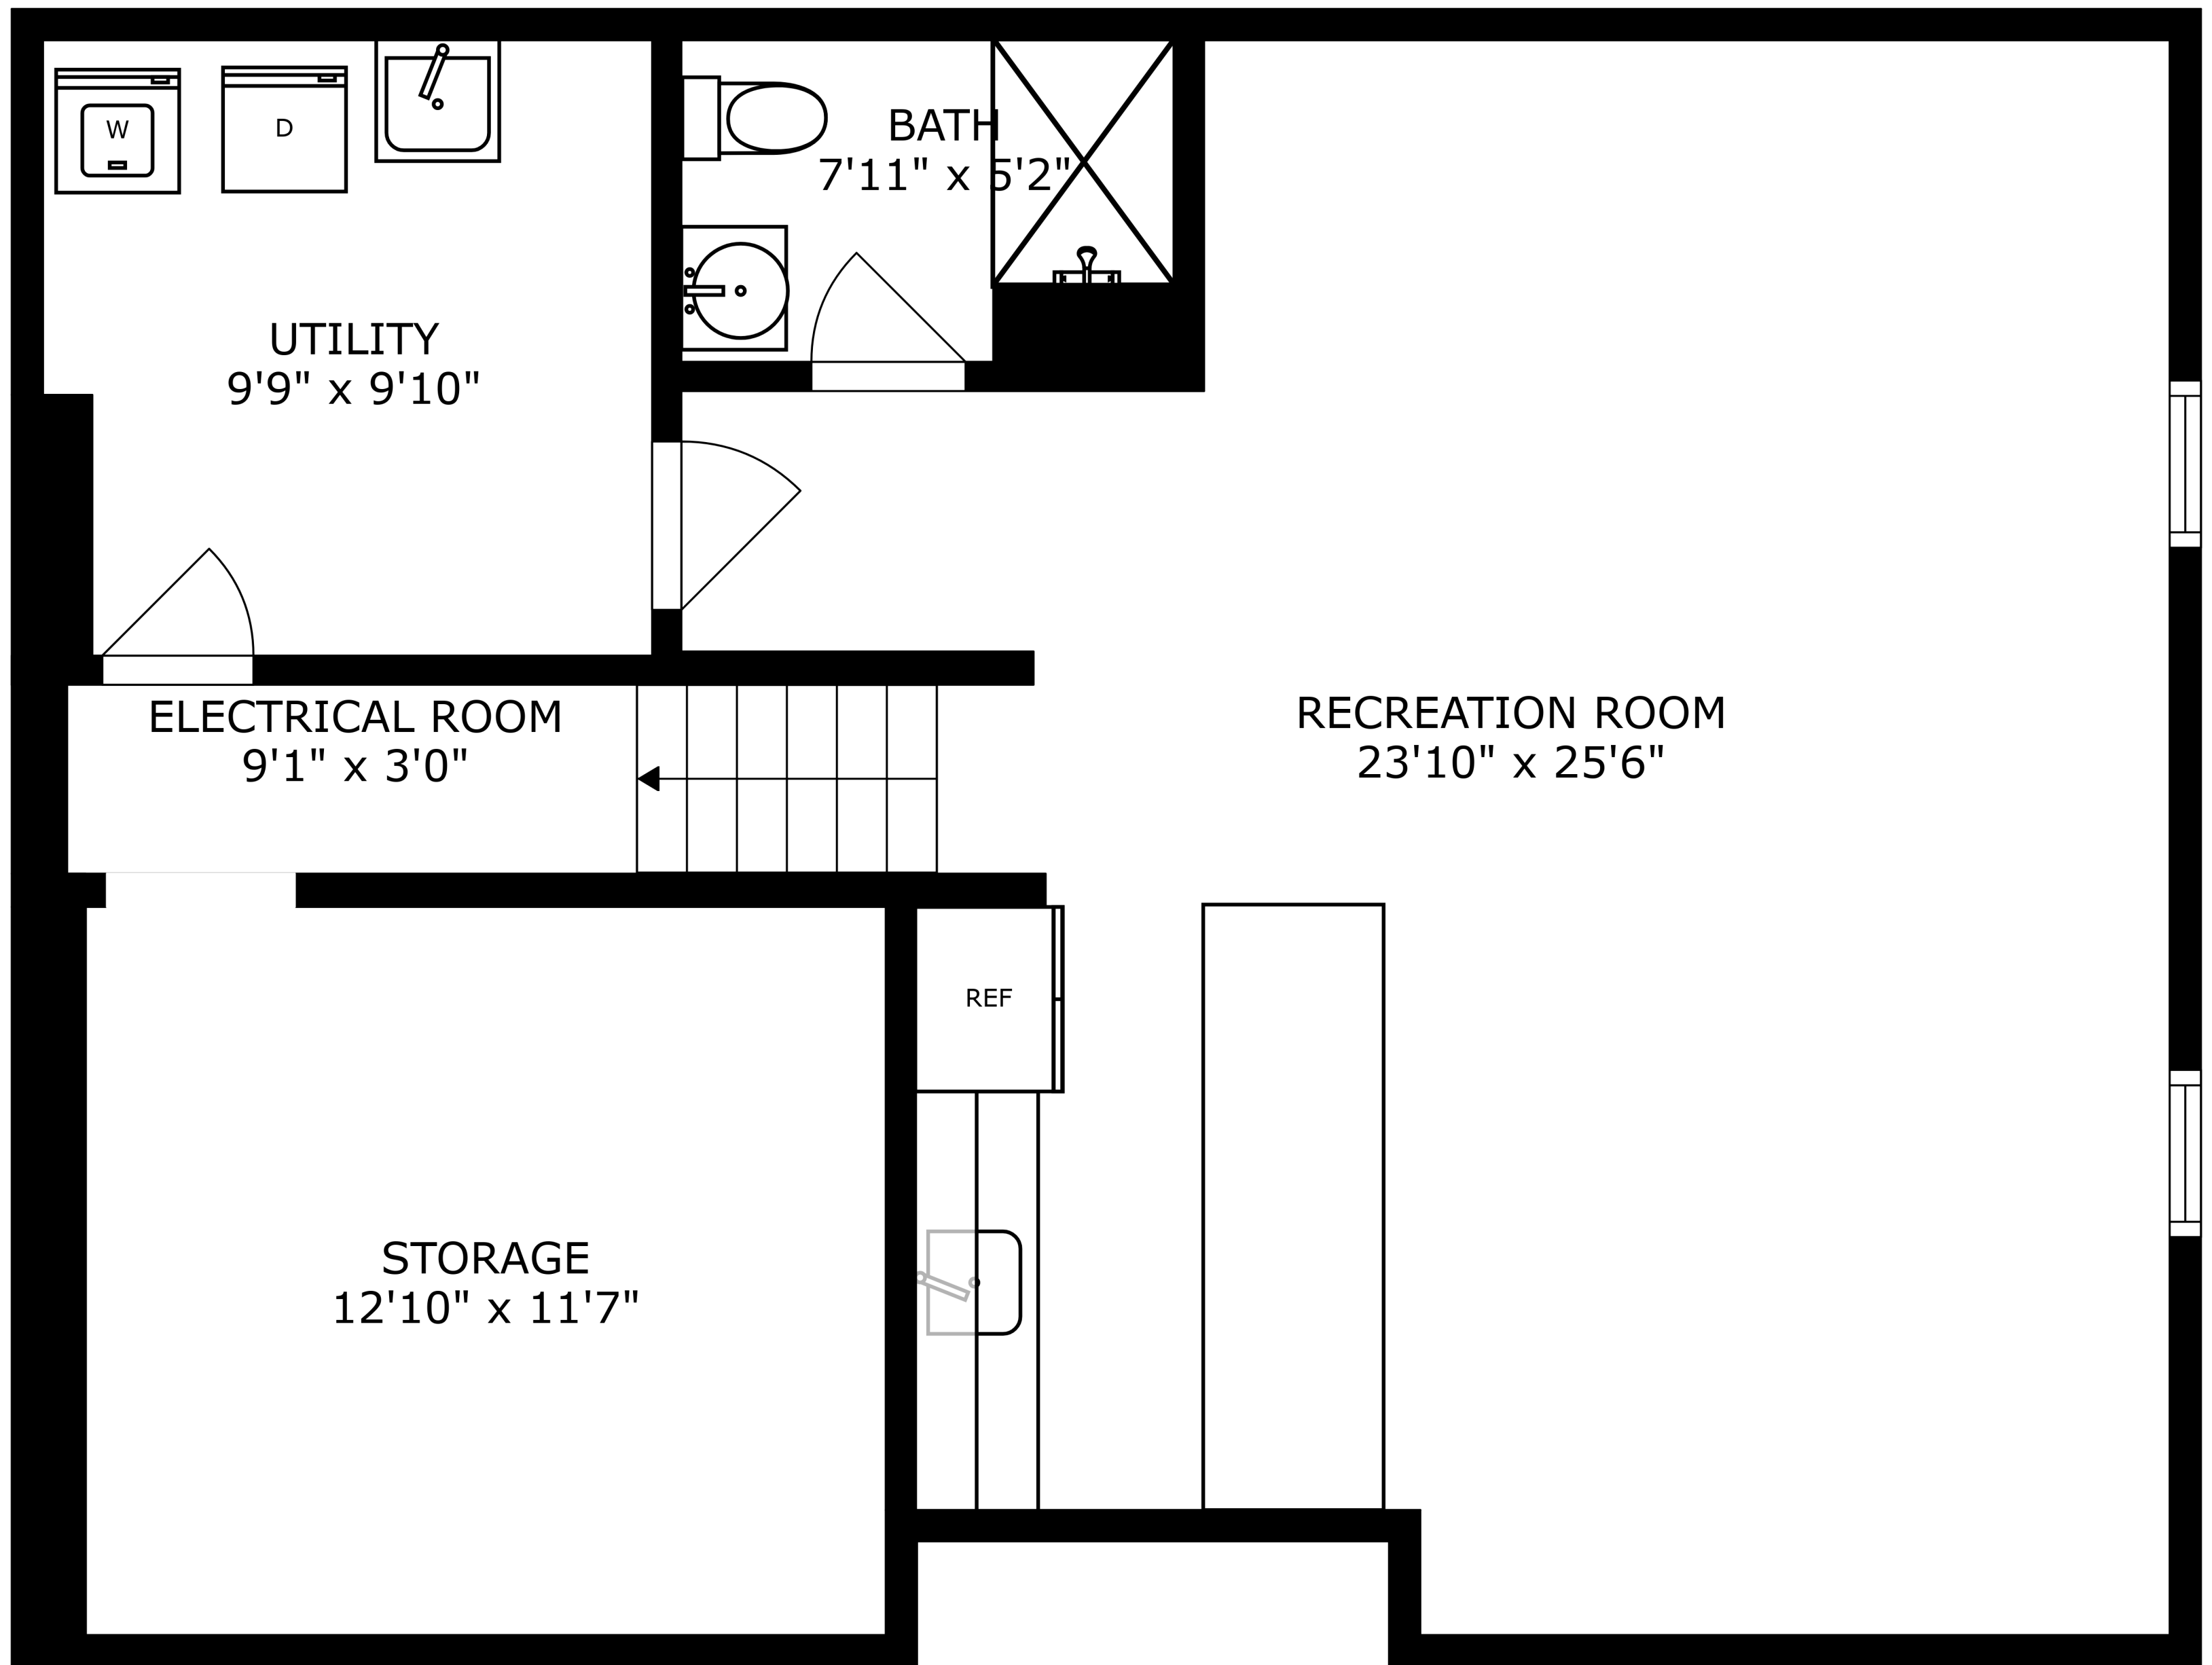 W
D
BATH
7'11" x 5'2"
UTILITY
9'9" x 9'10"
ELECTRICAL ROOM
9'1" x 3'0"
RECREATION ROOM
23'10" x 25'6"
REF
STORAGE
12'10" x 11'7"